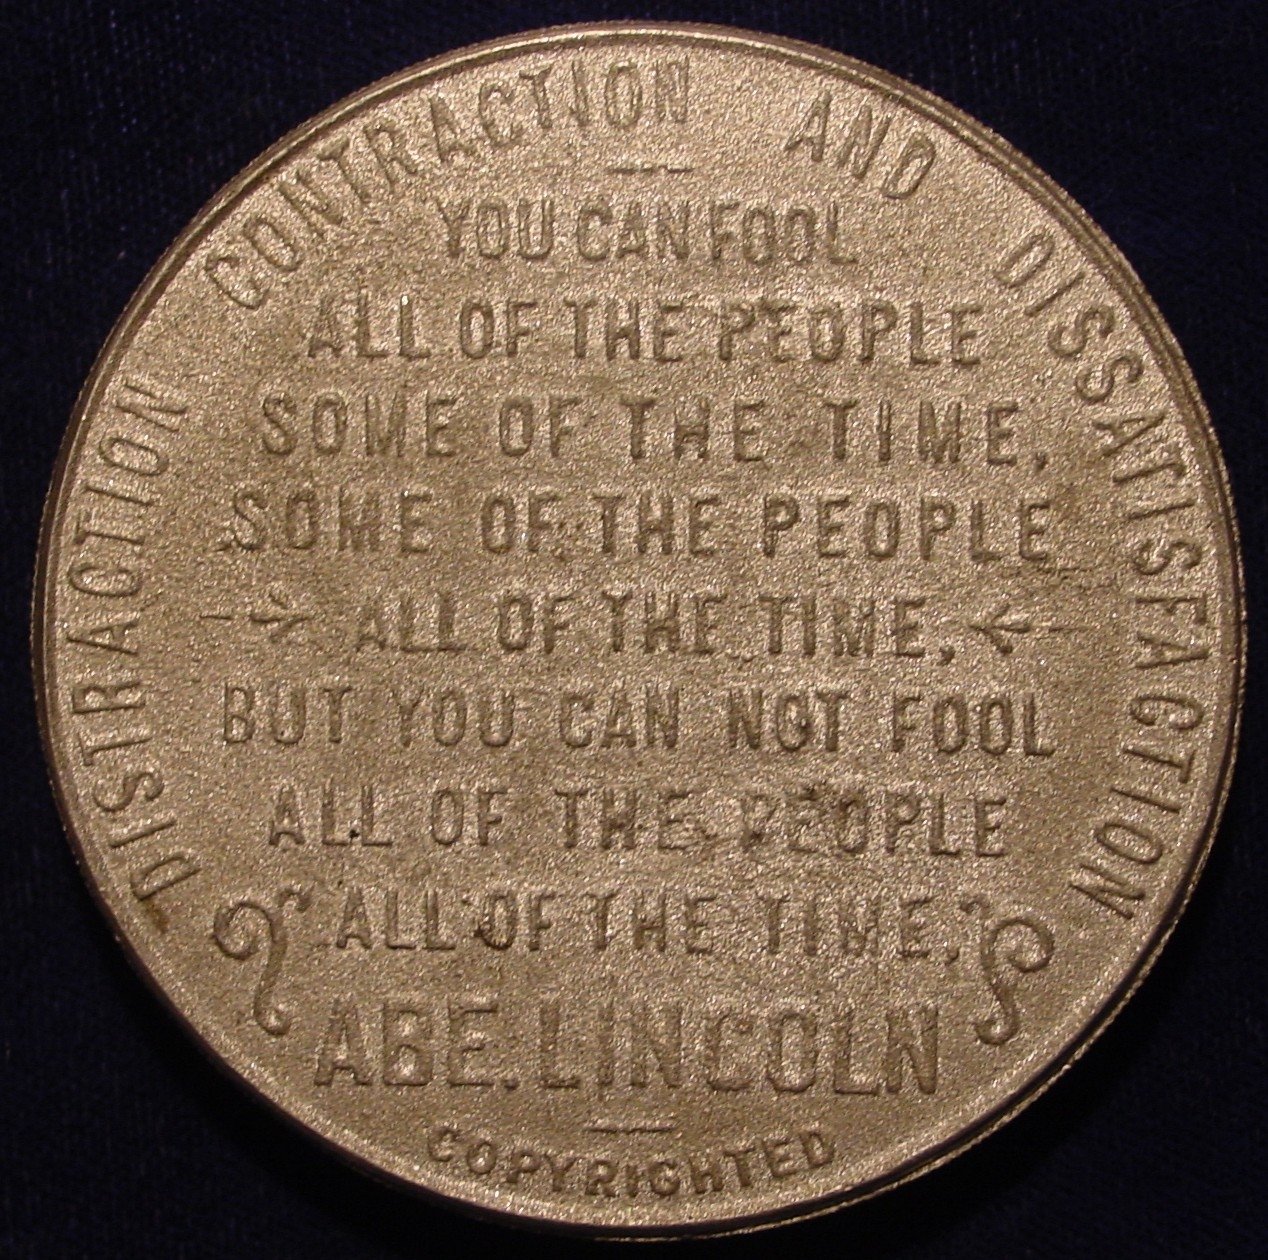 DISTRACTION CONTRACTION AND DISSATISFACTION
YOU CAN FOOL
ALL OF THE PEOPLE
SOME OF THE TIME,
SOME OF THE PEOPLE
ALL OF THE TIME,
BUT YOU CAN NOT FOOL
ALL OF THE PEOPLE
ALL OF THE TIME,
ABE. LINCOLN
COPYRIGHTED